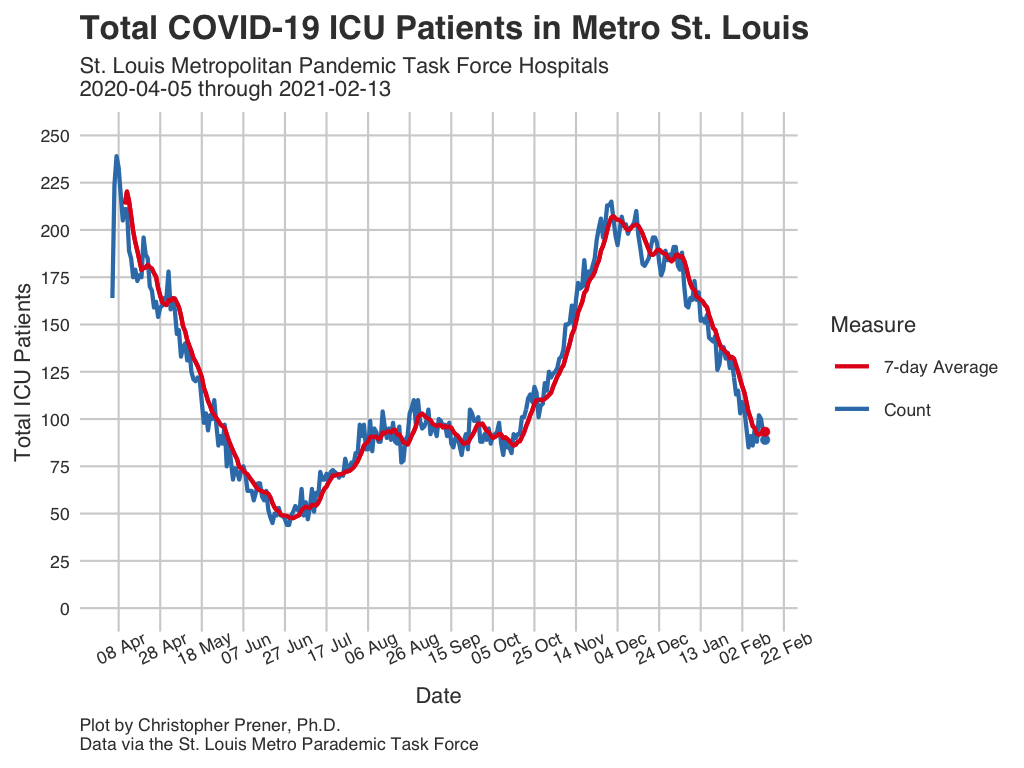 Total COVID-19 ICU Patients in Metro St. Louis
St. Louis Metropolitan Pandemic Task Force Hospitals
2020-04-05 through 2021-02-13
250
225
200
175
150
125
100
75
50
25
0
Total ICU Patients
08 Apr
28 Apr
18 May
07 Jun
27 Jun
17 Jul
06 Aug
26 Aug
15 Sep
05 Oct
25 Oct
14 Nov
04 Dec
24 Dec
13 Jan
02 Feb
22 Feb
Date
Measure
7-day Average
Count
Plot by Christopher Prener, Ph.D.
Data via the St. Louis Metro Parademic Task Force